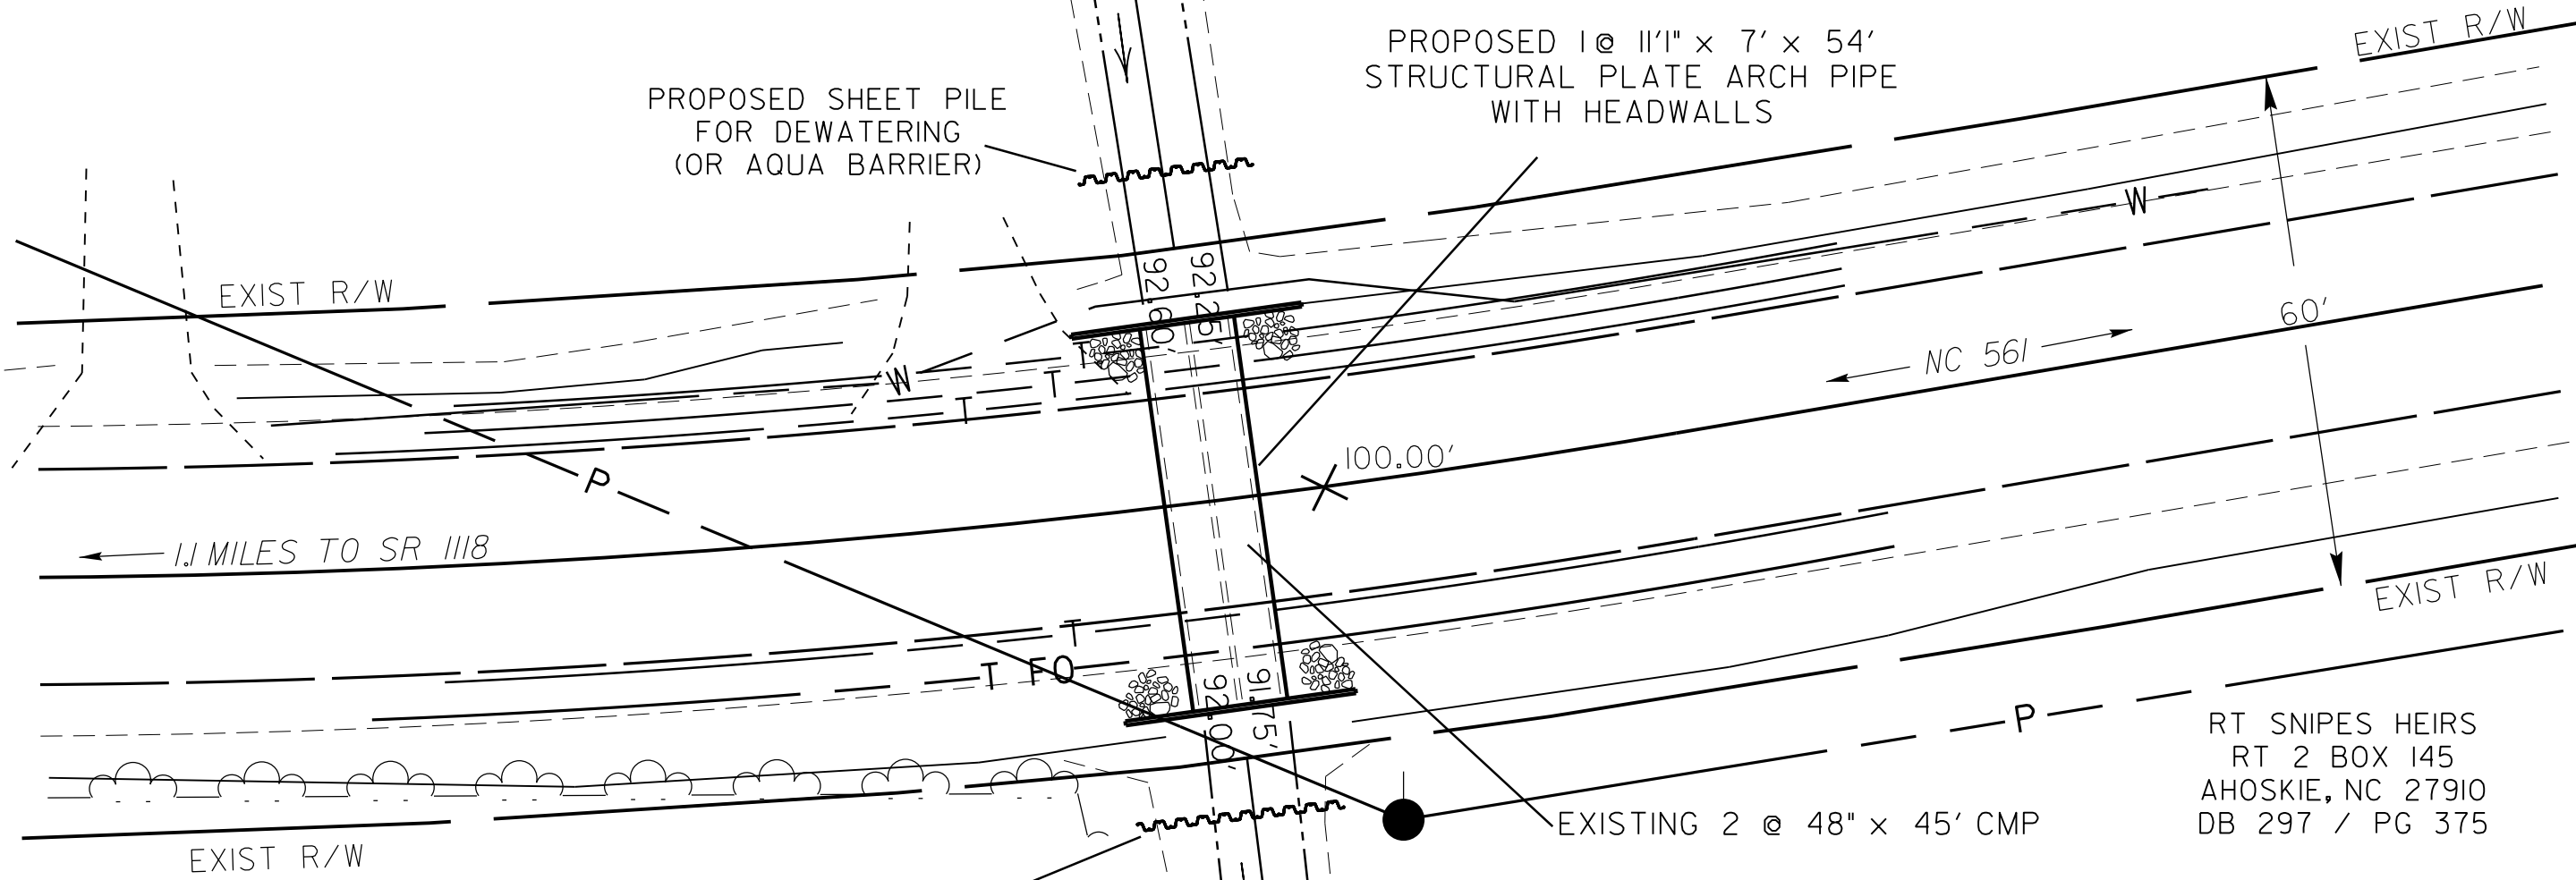 PROPOSED 1@ 11'1" x 7' x 54'
STRUCTURAL PLATE ARCH PIPE
WITH HEADWALLS
EXIST R/W
PROPOSED SHEET PILE
FOR DEWATERING
(OR AQUA BARRIER)
W
92.60'
92.25'
EXIST R/W
60'
NC 561
T
T
T
W
100.00'
P
1.1 MILES TO SR 1118
EXIST R/W
T
T FO
92.00'
91.75'
P
RT SNIPES HEIRS
RT 2 BOX 145
AHOSKIE, NC 27910
DB 297 / PG 375
EXISTING 2 @ 48" x 45' CMP
EXIST R/W